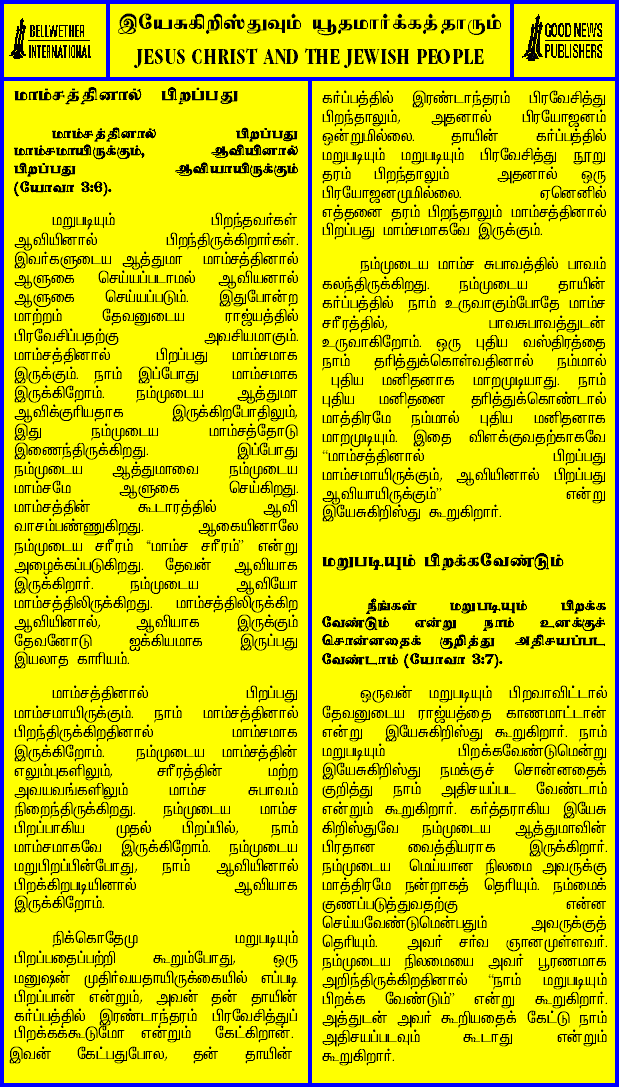 BELLWETHER
INTERNATIONAL
இயேசுகிறிஸ்துவும் யூதமார்க்கத்தாரும்
JESUS CHRIST AND THE JEWISH PEOPLE
GOOD NEWS
PUBLISHERS
மாம்சத்தினால் பிறப்பது
மாம்சத்தினால் பிறப்பது
மாம்சமாயிருக்கும், ஆவியினால்
பிறப்பது ஆவியாயிருக்கும்
(யோவா 3:6).
மறுபடியும் பிறந்தவர்கள்
ஆவியினால் பிறந்திருக்கிறார்கள்.
இவர்களுடைய ஆத்துமா மாம்சத்தினால்
ஆளுகை செய்யப்படாமல் ஆவியனால்
ஆளுகை செய்யப்படும். இதுபோன்ற
மாற்றம் தேவனுடைய ராஜ்யத்தில்
பிரவேசிப்பதற்கு அவசியமாகும்.
மாம்சத்தினால் பிறப்பது மாம்சமாக
இருக்கும். நாம் இப்போது மாம்சமாக
இருக்கிறோம். நம்முடைய ஆத்துமா
ஆவிக்குரியதாக இருக்கிறபோதிலும்,
இது நம்முடைய மாம்சத்தோடு
இணைந்திருக்கிறது. இப்போது
நம்முடைய ஆத்துமாவை நம்முடைய
மாம்சமே ஆளுகை செய்கிறது.
மாம்சத்தின் கூடாரத்தில் ஆவி
வாசம்பண்ணுகிறது. ஆகையினாலே
நம்முடைய சரீரம் “மாம்ச சரீரம்” என்று
அழைக்கப்படுகிறது. தேவன் ஆவியாக
இருக்கிறார். நம்முடைய ஆவியோ
மாம்சத்திலிருக்கிறது. மாம்சத்திலிருக்கிற
ஆவியினால், ஆவியாக இருக்கும்
தேவனோடு ஐக்கியமாக இருப்பது
இயலாத காரியம்.
மாம்சத்தினால் பிறப்பது
மாம்சமாயிருக்கும். நாம் மாம்சத்தினால்
பிறந்திருக்கிறதினால் மாம்சமாக
இருக்கிறோம். நம்முடைய மாம்சத்தின்
எலும்புகளிலும், சரீரத்தின் மற்ற
அவயவங்களிலும் மாம்ச சுபாவம்
நிறைந்திருக்கிறது. நம்முடைய மாம்ச
பிறப்பாகிய முதல் பிறப்பில், நாம்
மாம்சமாகவே இருக்கிறோம். நம்முடைய
மறுபிறப்பின்போது, நாம் ஆவியினால்
பிறக்கிறபடியினால் ஆவியாக
இருக்கிறோம்.
நிக்கொதேமு மறுபடியும்
பிறப்பதைப்பற்றி கூறும்போது, ஒரு
மனுஷன் முதிர்வயதாயிருக்கையில் எப்படி
பிறப்பான் என்றும், அவன் தன் தாயின்
கர்ப்பத்தில் இரண்டாந்தரம் பிரவேசித்துப்
பிறக்கக்கூடுமோ என்றும் கேட்கிறான்.
இவன் கேட்பதுபோல, தன் தாயின்
கர்ப்பத்தில் இரண்டாந்தரம் பிரவேசித்து
பிறந்தாலும், அதனால் பிரயோஜனம்
ஒன்றுமில்லை. தாயின் கர்ப்பத்தில்
மறுபடியும் மறுபடியும் பிரவேசித்து நூறு
தரம் பிறந்தாலும் அதனால் ஒரு
பிரயோஜனமுமில்லை. ஏனெனில்
எத்தனை தரம் பிறந்தாலும் மாம்சத்தினால்
பிறப்பது மாம்சமாகவே இருக்கும்.
நம்முடைய மாம்ச சுபாவத்தில் பாவம்
கலந்திருக்கிறது. நம்முடைய தாயின்
கர்ப்பத்தில் நாம் உருவாகும்போதே மாம்ச
சரீரத்தில், பாவசுபாவத்துடன்
உருவாகிறோம். ஒரு புதிய வஸ்திரத்தை
நாம் தரித்துக்கொள்வதினால் நம்மால்
புதிய மனிதனாக மாறமுடியாது. நாம்
புதிய மனிதனை தரித்துக்கொண்டால்
மாத்திரமே நம்மால் புதிய மனிதனாக
மாறமுடியும். இதை விளக்குவதற்காகவே
“மாம்சத்தினால் பிறப்பது
மாம்சமாயிருக்கும், ஆவியினால் பிறப்பது
ஆவியாயிருக்கும்” என்று
இயேசுகிறிஸ்து கூறுகிறார்.
மறுபடியும் பிறக்கவேண்டும்
நீங்கள் மறுபடியும் பிறக்க
வேண்டும் என்று நாம் உனக்குச்
சொன்னதைக் குறித்து அதிசயப்பட
வேண்டாம் (யோவா 3:7).
ஒருவன் மறுபடியும் பிறவாவிட்டால்
தேவனுடைய ராஜ்யத்தை காணமாட்டான்
என்று இயேசுகிறிஸ்து கூறுகிறார். நாம்
மறுபடியும் பிறக்கவேண்டுமென்று
இயேசுகிறிஸ்து நமக்குச் சொன்னதைக்
குறித்து நாம் அதிசயப்பட வேண்டாம்
என்றும் கூறுகிறார். கர்த்தராகிய இயேசு
கிறிஸ்துவே நம்முடைய ஆத்துமாவின்
பிரதான வைத்தியராக இருக்கிறார்.
நம்முடைய மெய்யான நிலமை அவருக்கு
மாத்திரமே நன்றாகத் தெரியும். நம்மைக்
குணப்படுத்துவதற்கு என்ன
செய்யவேண்டுமென்பதும் அவருக்குத்
தெரியும். அவர் சர்வ ஞானமுள்ளவர்.
நம்முடைய நிலமையை அவர் பூரணமாக
அறிந்திருக்கிறதினால் “நாம் மறுபடியும்
பிறக்க வேண்டும்” என்று கூறுகிறார்.
அத்துடன் அவர் கூறியதைக் கேட்டு நாம்
அதிசயப்படவும் கூடாது என்றும்
கூறுகிறார்.